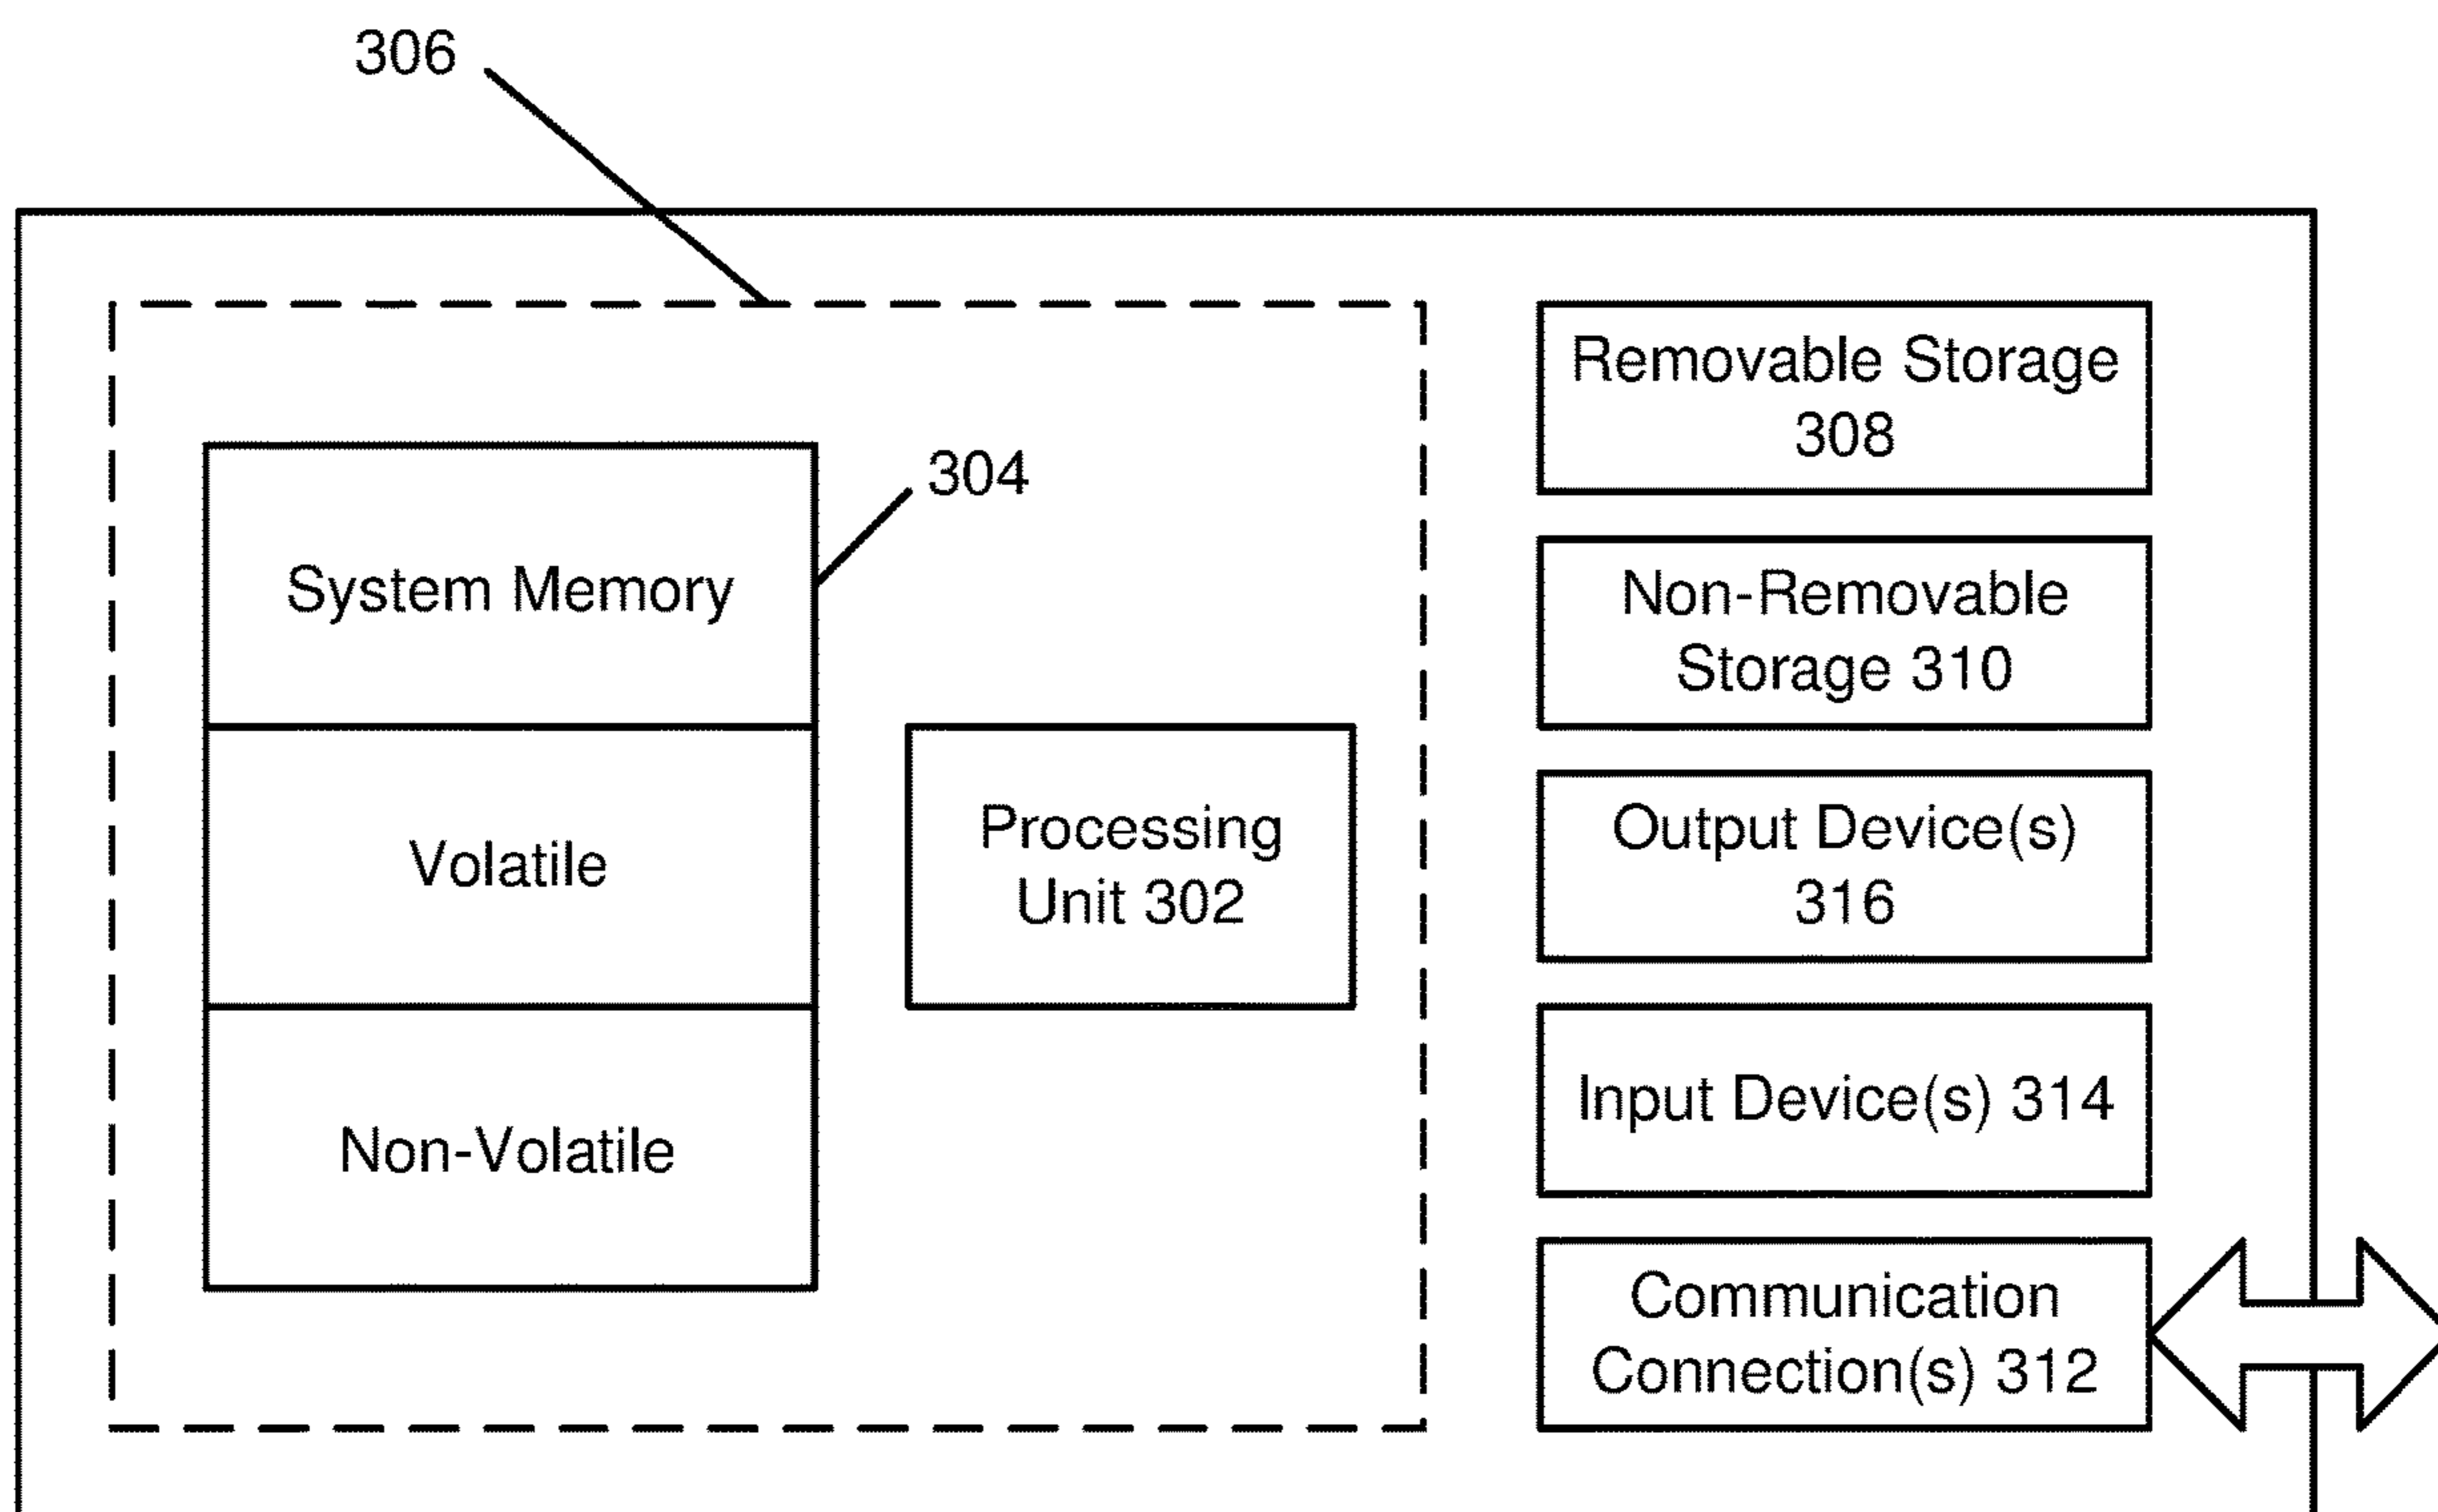 306
304
System Memory
Volatile
Non-Volatile
Processing
Unit 302
Removable Storage
308
Non-Removable
Storage 310
Output Device(s)
316
Input Device(s) 314
Communication
Connection(s) 312